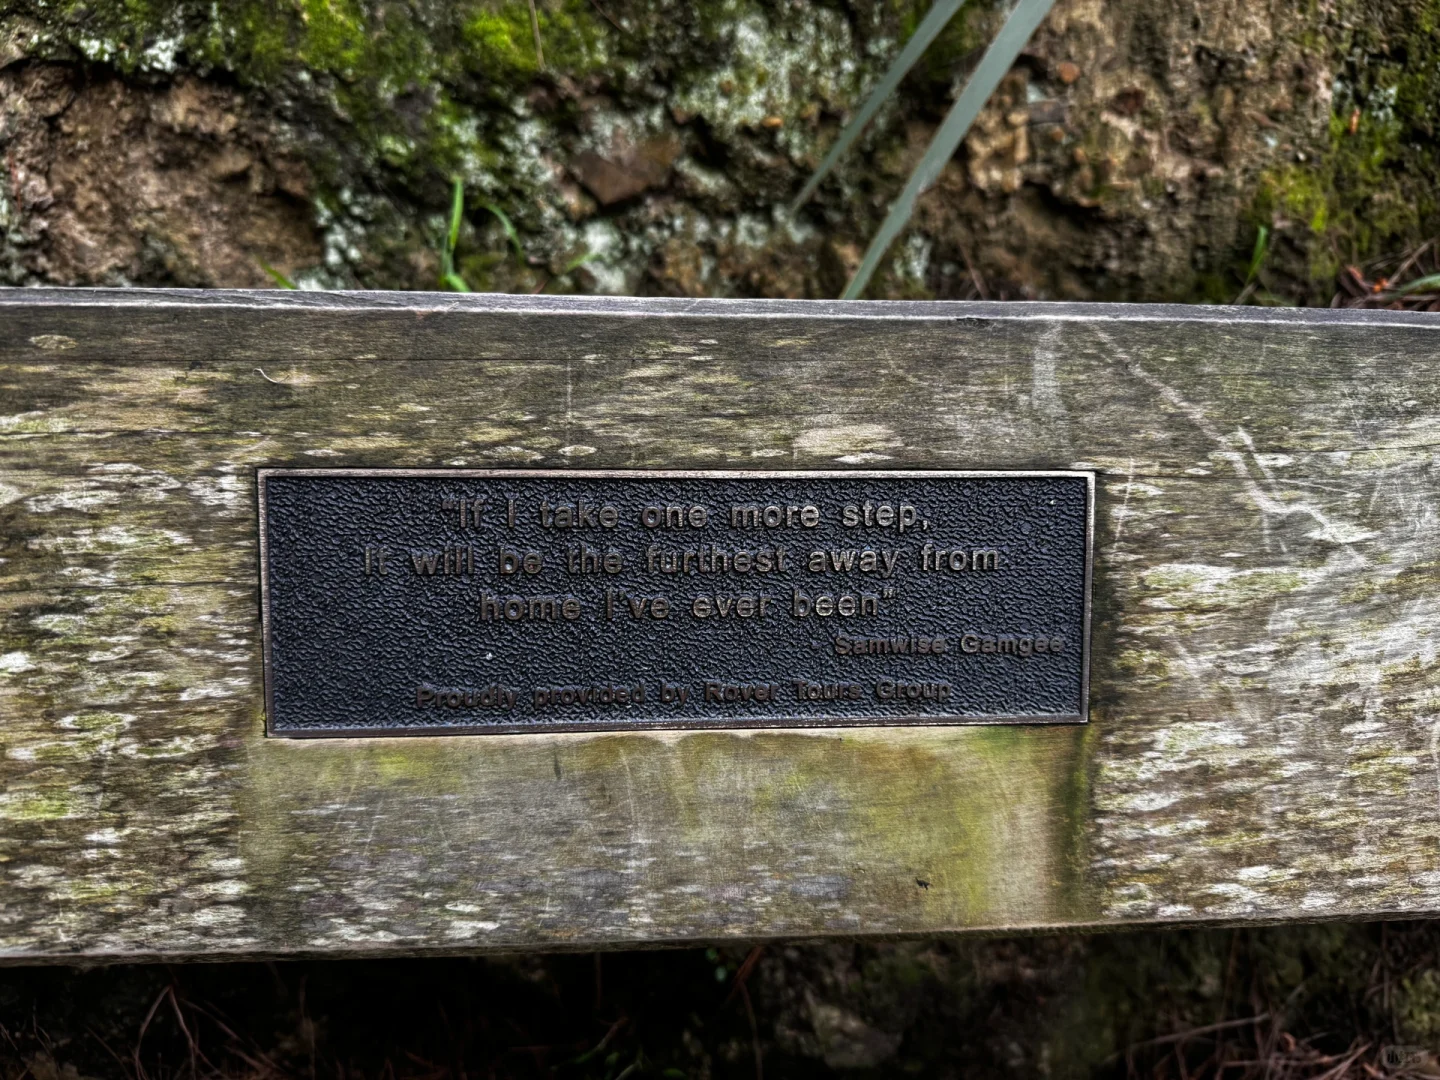 "If I take one more step,
It will be the furthest away from
home I've ever been"
Samwise Gamgee
Proudly provided by Rover Tours Group